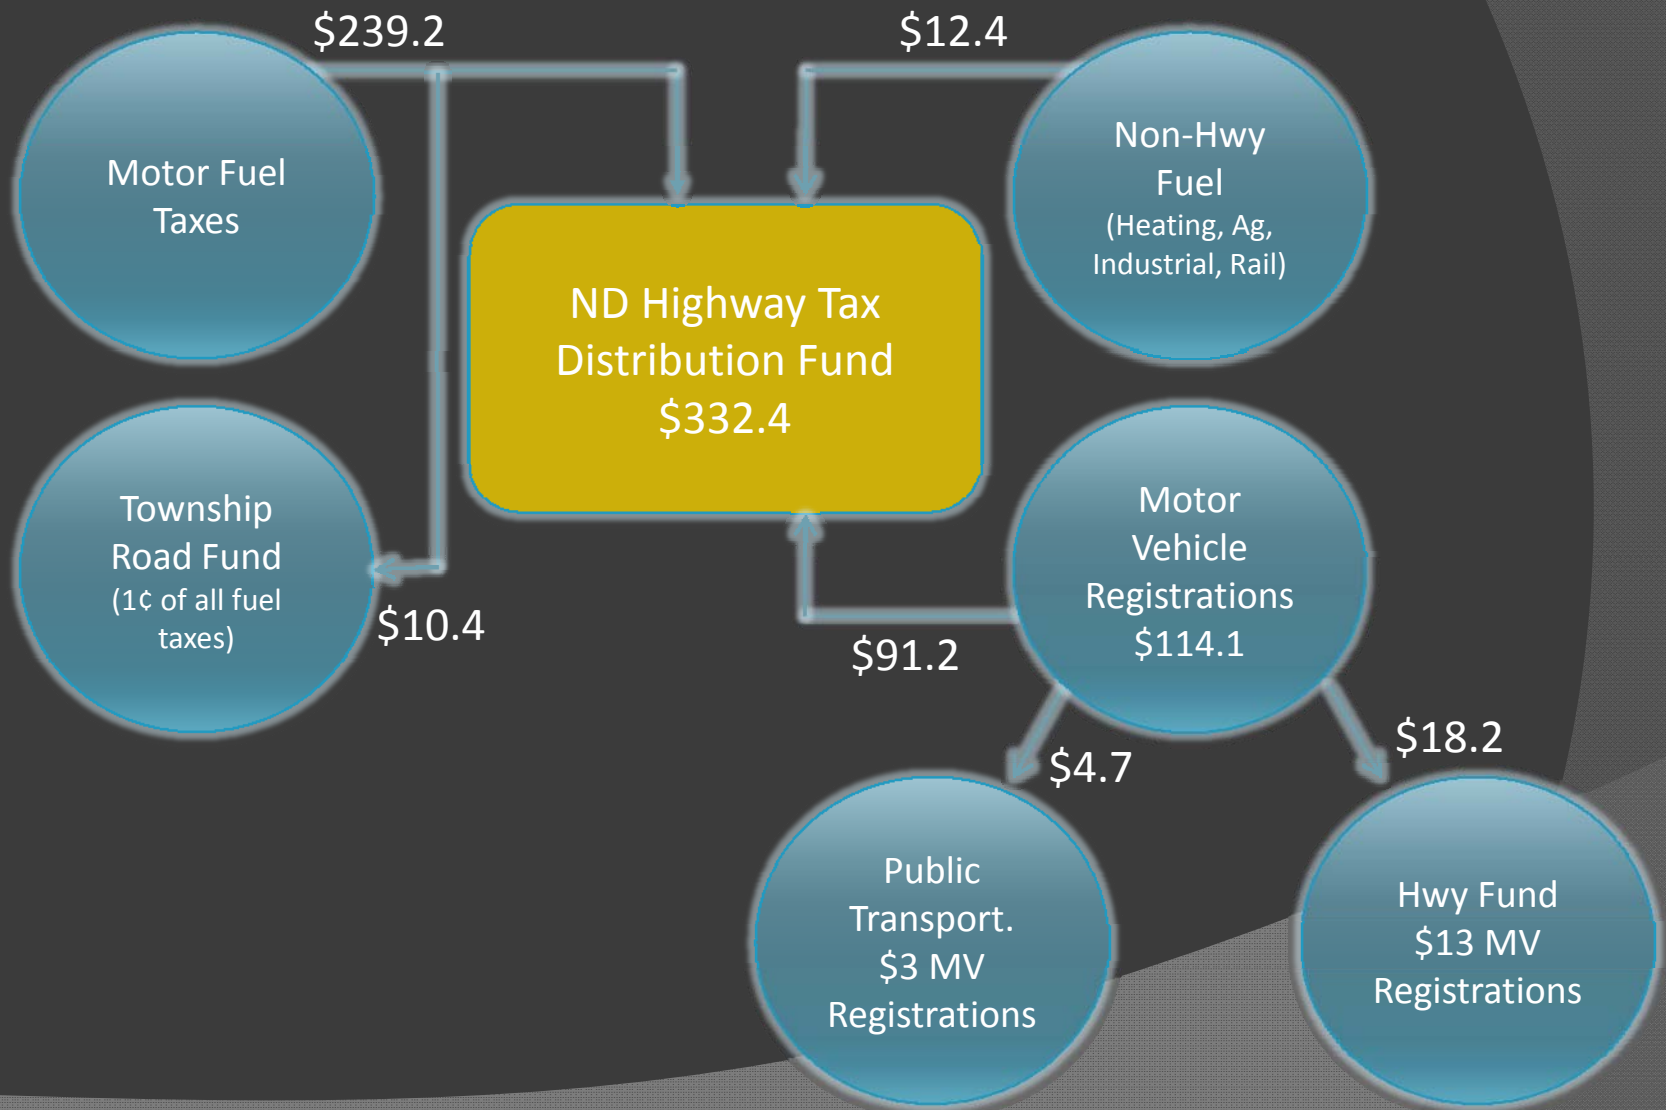 $239.2
$12.4
Motor Fuel
Taxes
Non-Hwy
Fuel
(Heating, Ag,
Industrial, Rail)
ND Highway Tax
Distribution Fund
$332.4
Township
Road Fund
(1¢ of all fuel
taxes)
$10.4
Motor
Vehicle
Registrations
$114.1
$91.2
$4.7
$18.2
Public
Transport.
$3 MV
Registrations
Hwy Fund
$13 MV
Registrations